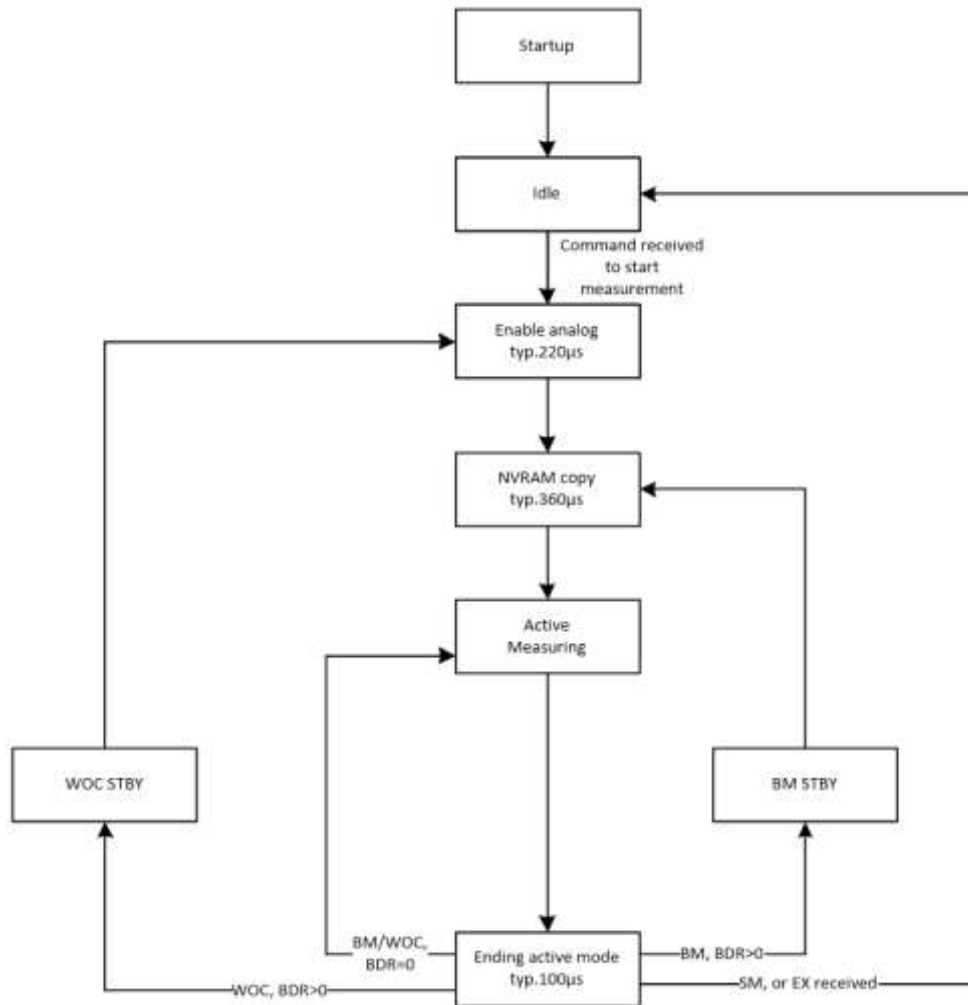 Startup
Idle
Command received
to start
measurement
Enable analog
typ.220µs
NVRAM copy
typ.360µs
Active
Measuring
WOC STBY
BM STBY
BM/WOC,
BDR=0
Ending active mode
typ.100µs
BM, BDR>0
WOC, BDR>0
SM, or EX received